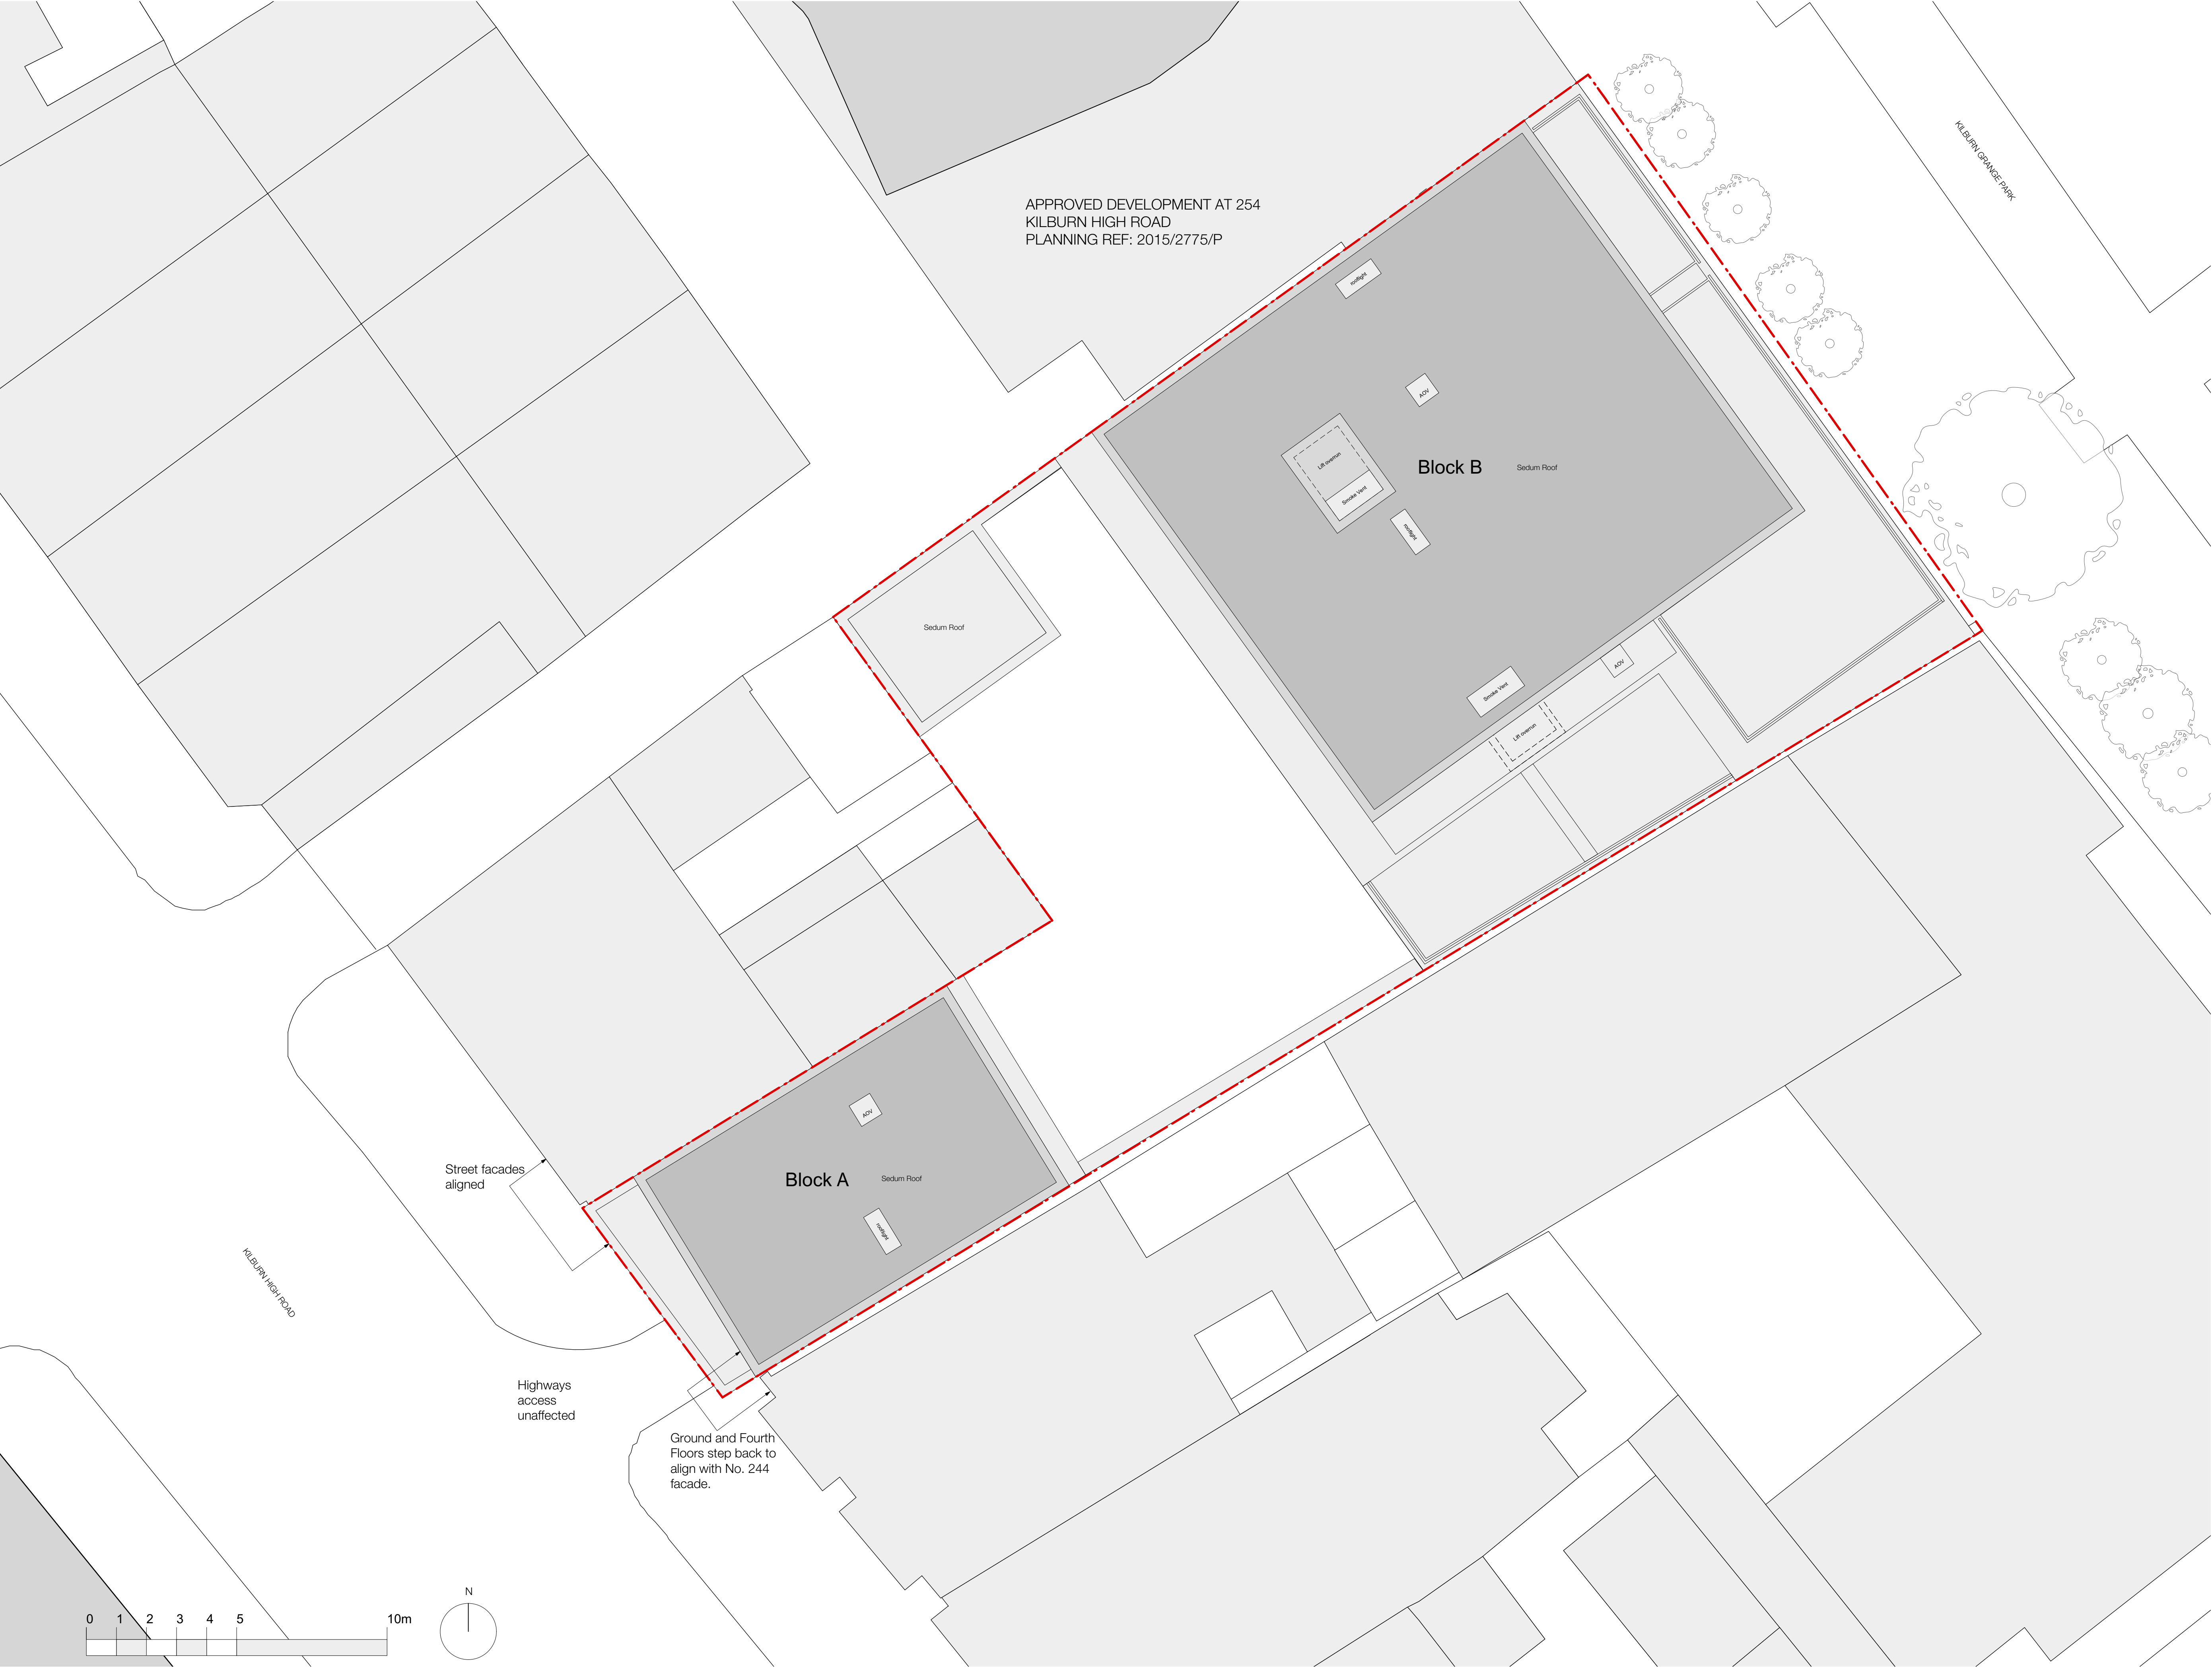 KILBURN GRANGE PARK
APPROVED DEVELOPMENT AT 254
KILBURN HIGH ROAD
PLANNING REF: 2015/2775/P
rooflight
AOV
Lift overrun
Smoke Vent
Block B
Sedum Roof
rooflight
Sedum Roof
AOV
Smoke Vent
Lift overrun
AOV
Block A
Sedum Roof
rooflight
Street facades
aligned
KILBURN HIGH ROAD
Highways
access
unaffected
Ground and Fourth
Floors step back to
align with No. 244
facade.
0 1 2 3 4 5 10m
N